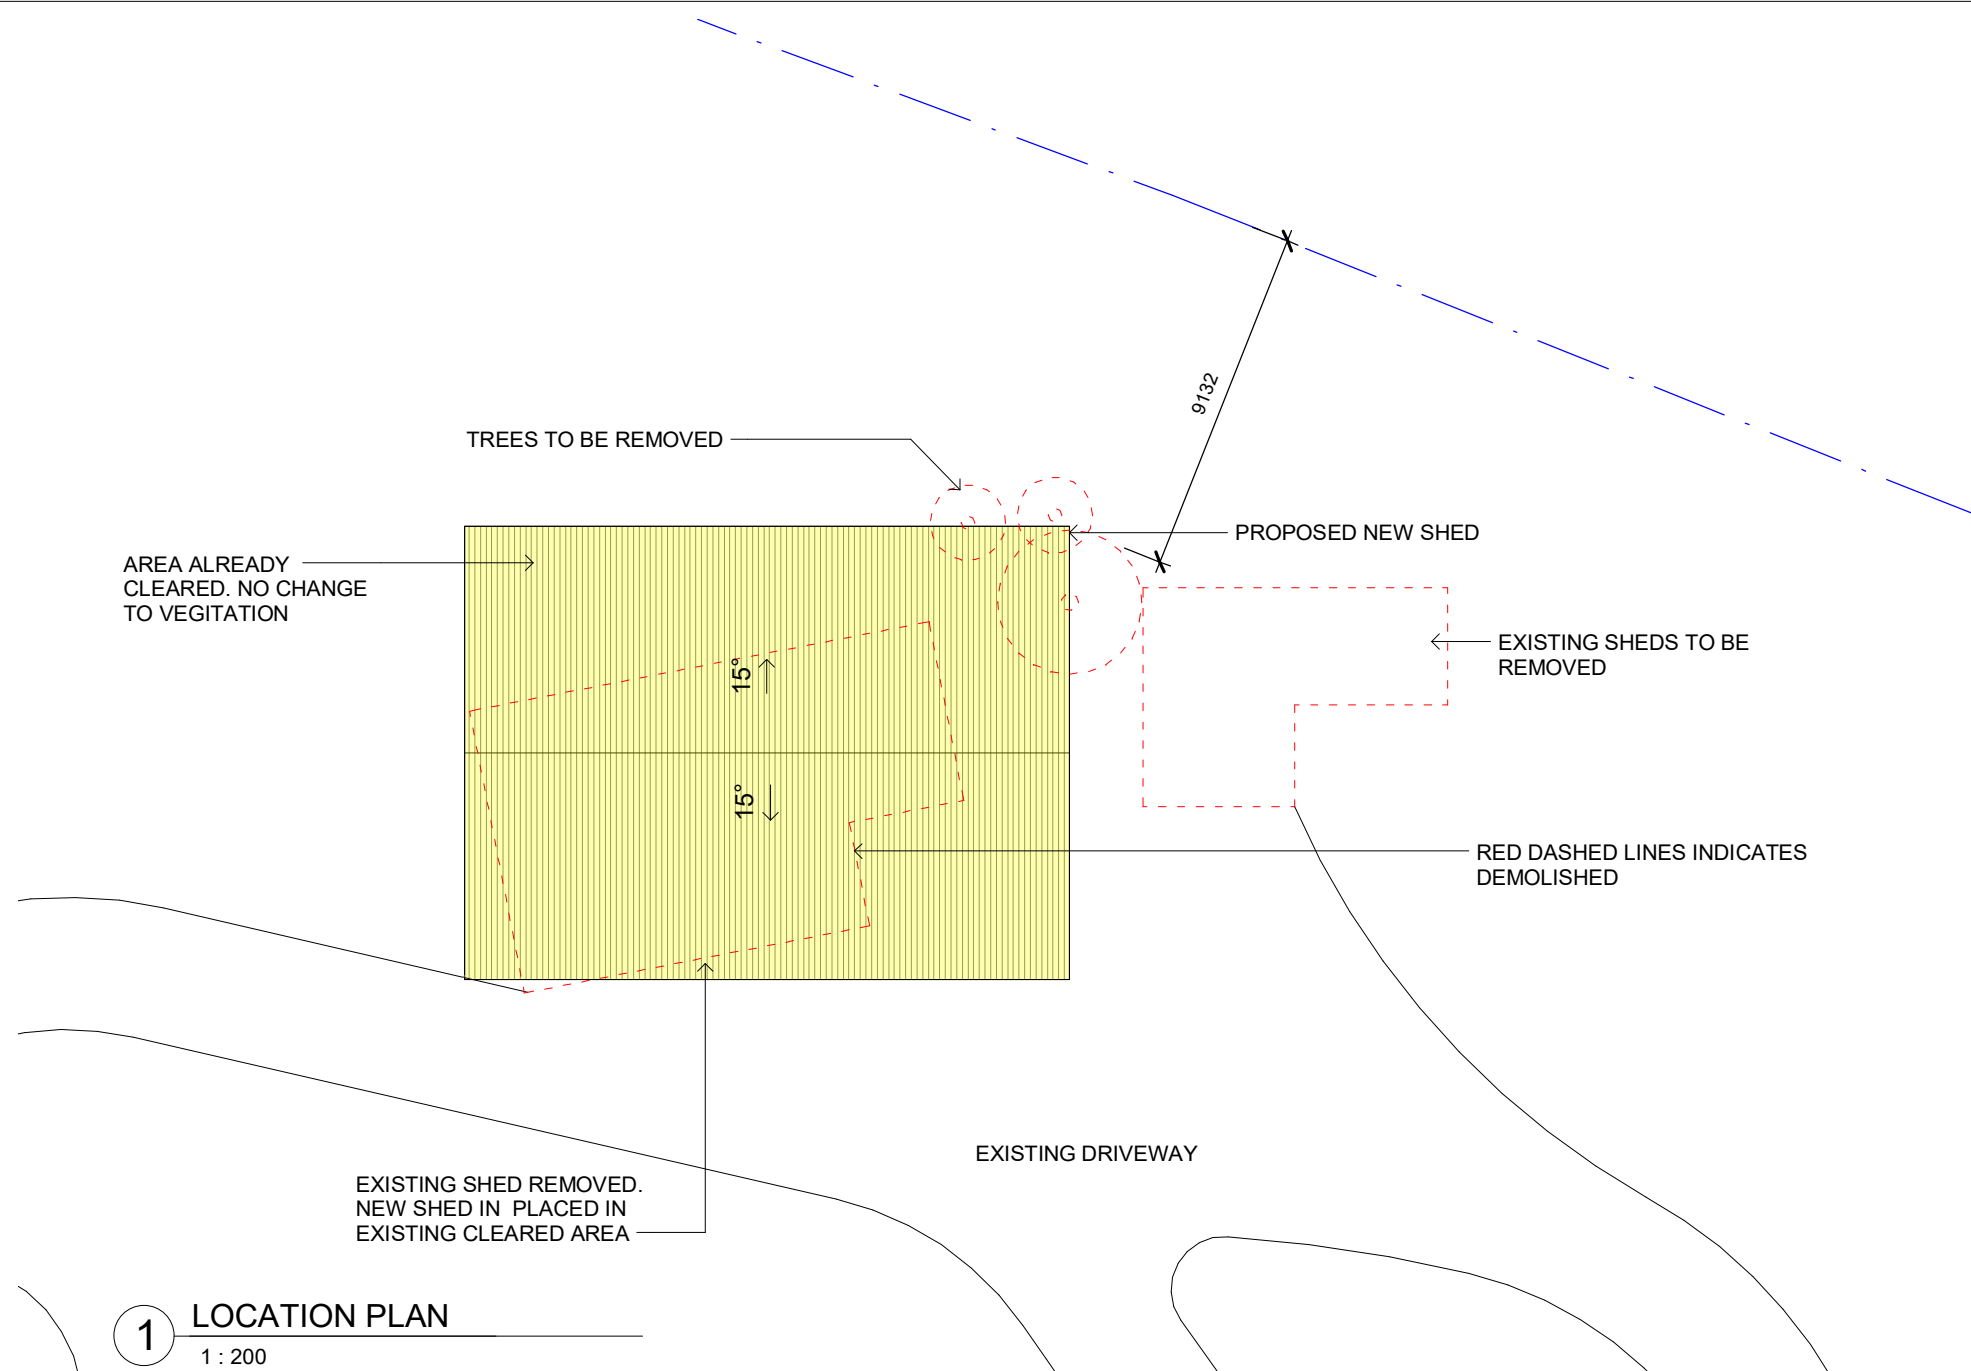 9132
TREES TO BE REMOVED
PROPOSED NEW SHED
AREA ALREADY
CLEARED. NO CHANGE
TO VEGITATION
EXISTING SHEDS TO BE
REMOVED
15°
15°
RED DASHED LINES INDICATES
DEMOLISHED
EXISTING DRIVEWAY
EXISTING SHED REMOVED.
NEW SHED IN  PLACED IN
EXISTING CLEARED AREA
1
LOCATION PLAN
1 : 200